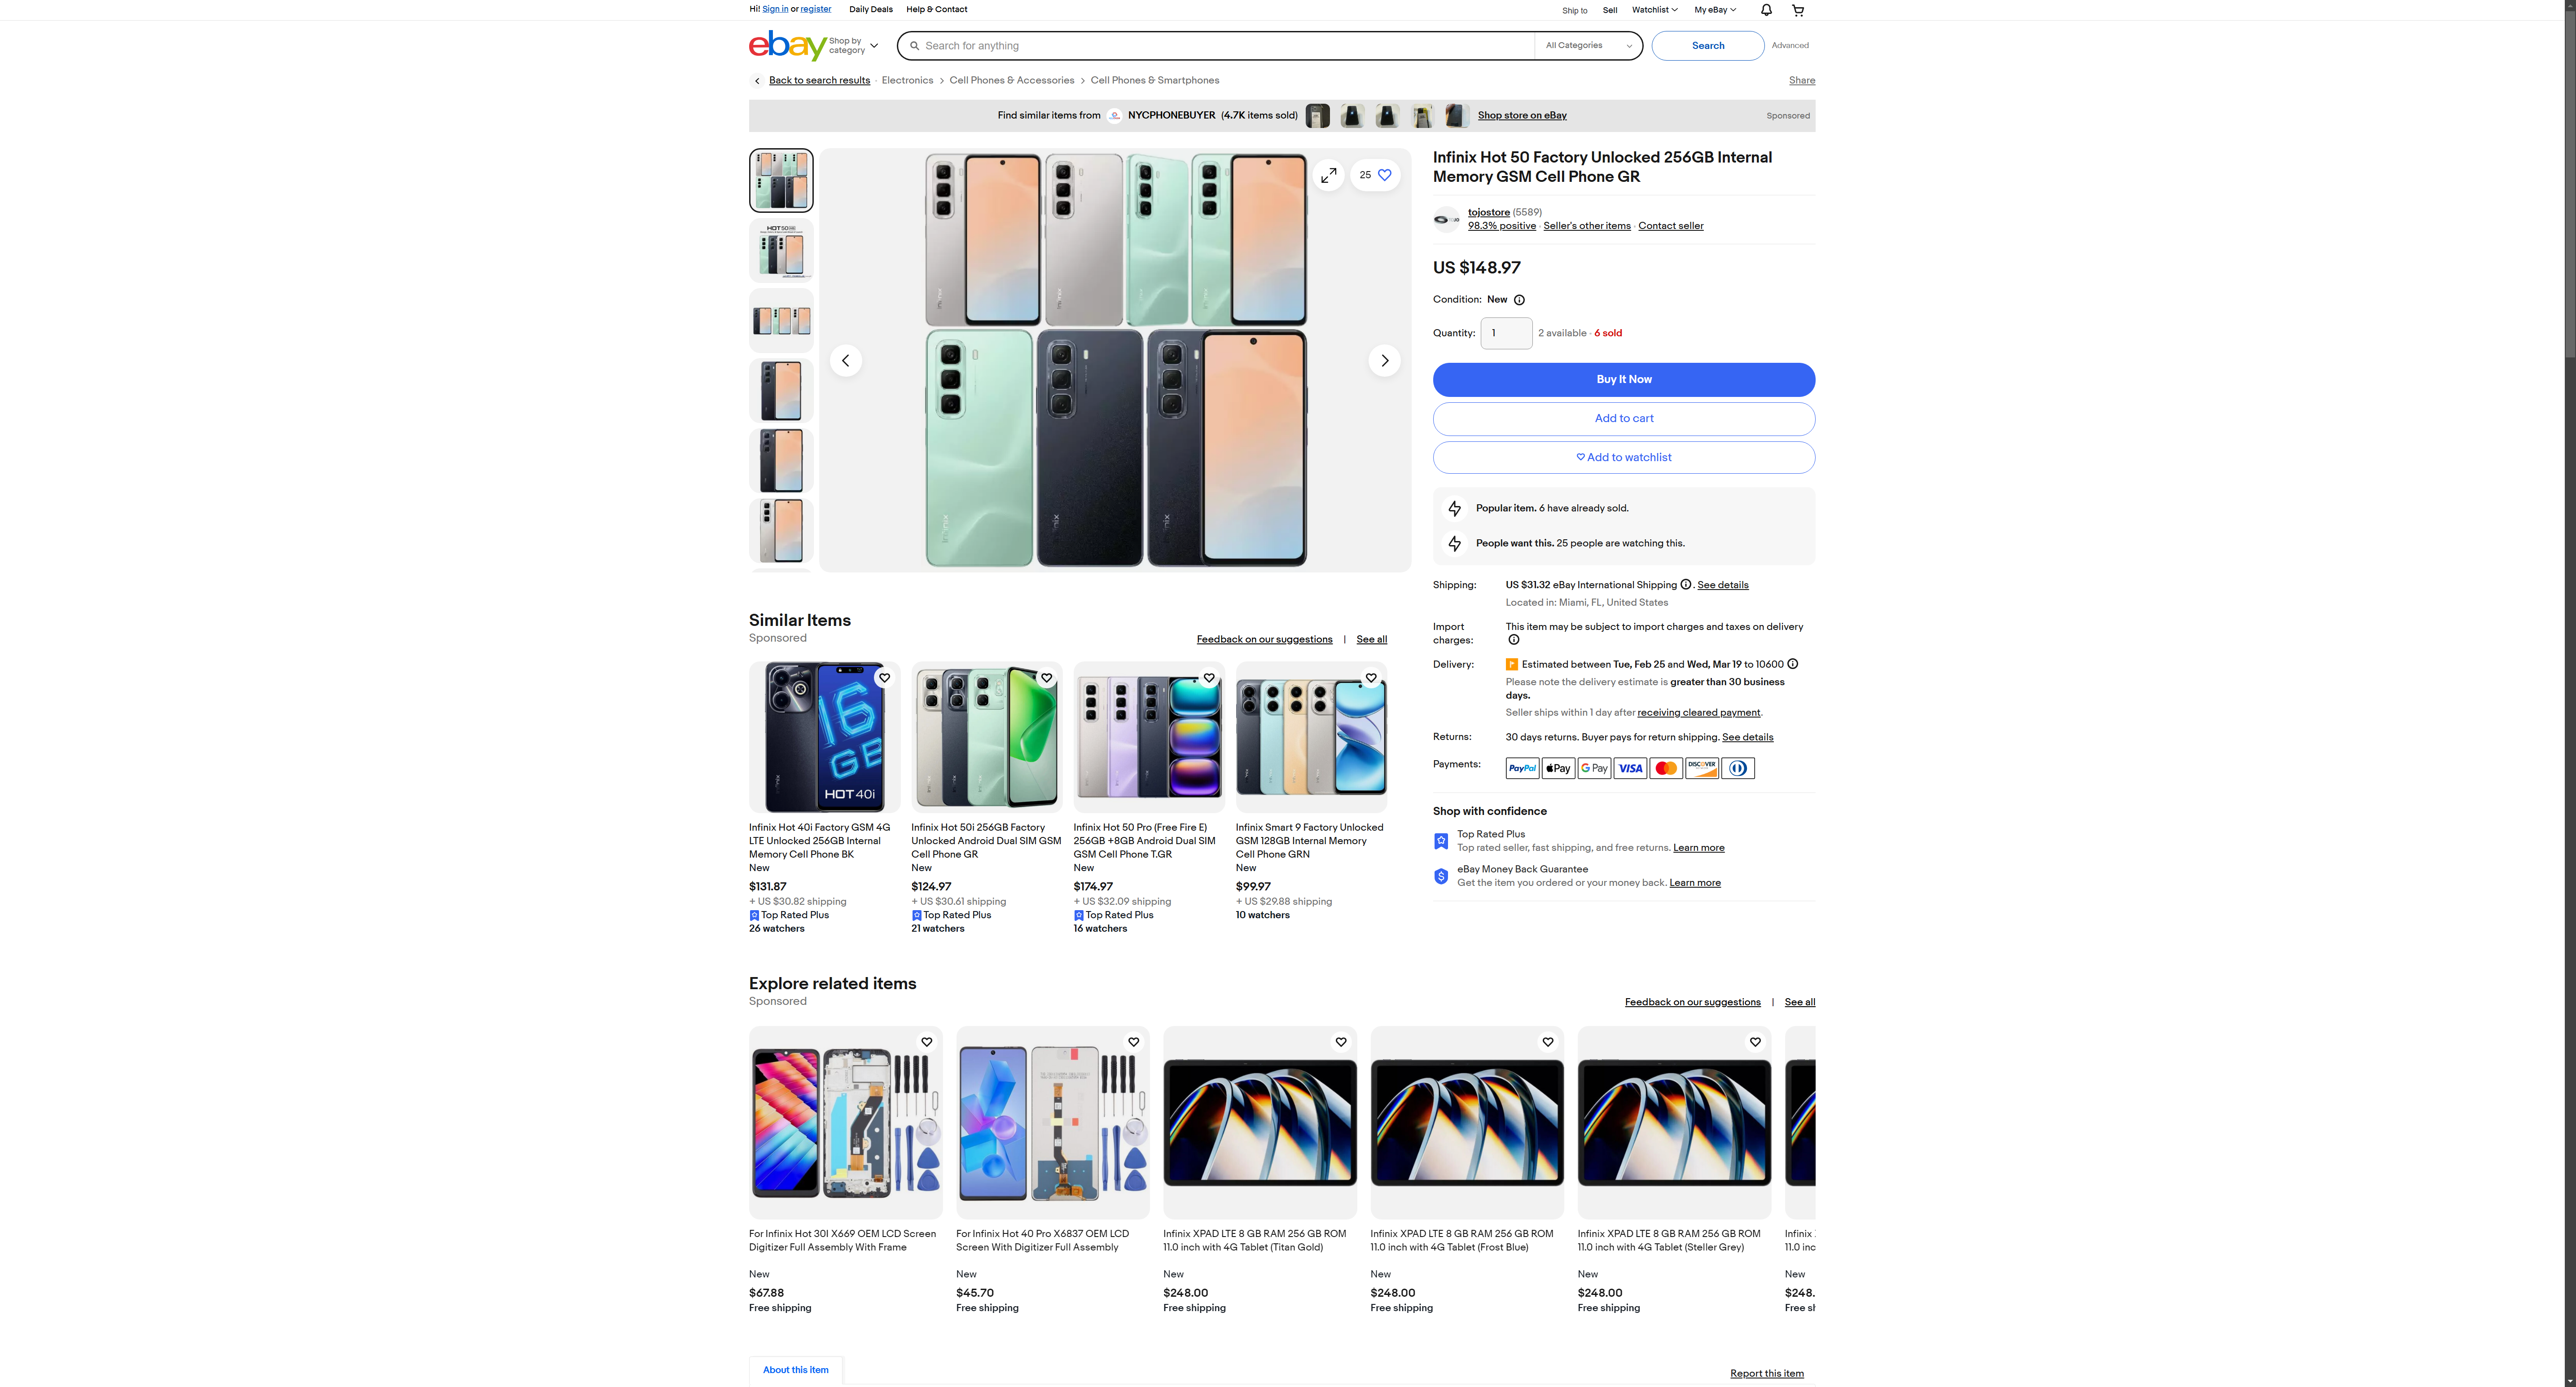 Hi! Sign in or register Daily Deals Help & Contact Ship to Sell Watchlist My eBay
ebay Shop by category Search for anything All Categories Search Advanced
Back to search results · Electronics > Cell Phones & Accessories > Cell Phones & Smartphones Share
Find similar items from NYCPHONEBUYER (4.7K items sold) Shop store on eBay Sponsored
25
HOT 50
Infinix Hot 50 Factory Unlocked 256GB Internal
Memory GSM Cell Phone GR
tojostore (5589)
98.3% positive · Seller's other items · Contact seller
US $148.97
Condition: New
Quantity: 1 2 available · 6 sold
Buy It Now
Add to cart
Add to watchlist
Popular item. 6 have already sold.
People want this. 25 people are watching this.
Shipping: US $31.32 eBay International Shipping . See details
Located in: Miami, FL, United States
Import charges: This item may be subject to import charges and taxes on delivery
Delivery: Estimated between Tue, Feb 25 and Wed, Mar 19 to 10600
Please note the delivery estimate is greater than 30 business
days.
Seller ships within 1 day after receiving cleared payment.
Returns: 30 days returns. Buyer pays for return shipping. See details
Payments: PayPal Pay G Pay VISA DISCOVER
Shop with confidence
Top Rated Plus
Top rated seller, fast shipping, and free returns. Learn more
eBay Money Back Guarantee
Get the item you ordered or your money back. Learn more
Similar Items
Sponsored Feedback on our suggestions | See all
16
GB
HOT 40i
Infinix Hot 40i Factory GSM 4G
LTE Unlocked 256GB Internal
Memory Cell Phone BK
New
$131.87
+ US $30.82 shipping
Top Rated Plus
26 watchers
Infinix Hot 50i 256GB Factory
Unlocked Android Dual SIM GSM
Cell Phone GR
New
$124.97
+ US $30.61 shipping
Top Rated Plus
21 watchers
Infinix Hot 50 Pro (Free Fire E)
256GB +8GB Android Dual SIM
GSM Cell Phone T.GR
New
$174.97
+ US $32.09 shipping
Top Rated Plus
16 watchers
Infinix Smart 9 Factory Unlocked
GSM 128GB Internal Memory
Cell Phone GRN
New
$99.97
+ US $29.88 shipping
10 watchers
Explore related items
Sponsored Feedback on our suggestions | See all
For Infinix Hot 30I X669 OEM LCD Screen
Digitizer Full Assembly With Frame
New
$67.88
Free shipping
For Infinix Hot 40 Pro X6837 OEM LCD
Screen With Digitizer Full Assembly
New
$45.70
Free shipping
Infinix XPAD LTE 8 GB RAM 256 GB ROM
11.0 inch with 4G Tablet (Titan Gold)
New
$248.00
Free shipping
Infinix XPAD LTE 8 GB RAM 256 GB ROM
11.0 inch with 4G Tablet (Frost Blue)
New
$248.00
Free shipping
Infinix XPAD LTE 8 GB RAM 256 GB ROM
11.0 inch with 4G Tablet (Steller Grey)
New
$248.00
Free shipping
Infinix
11.0 inc
New
$248.
Free sh
About this item Report this item